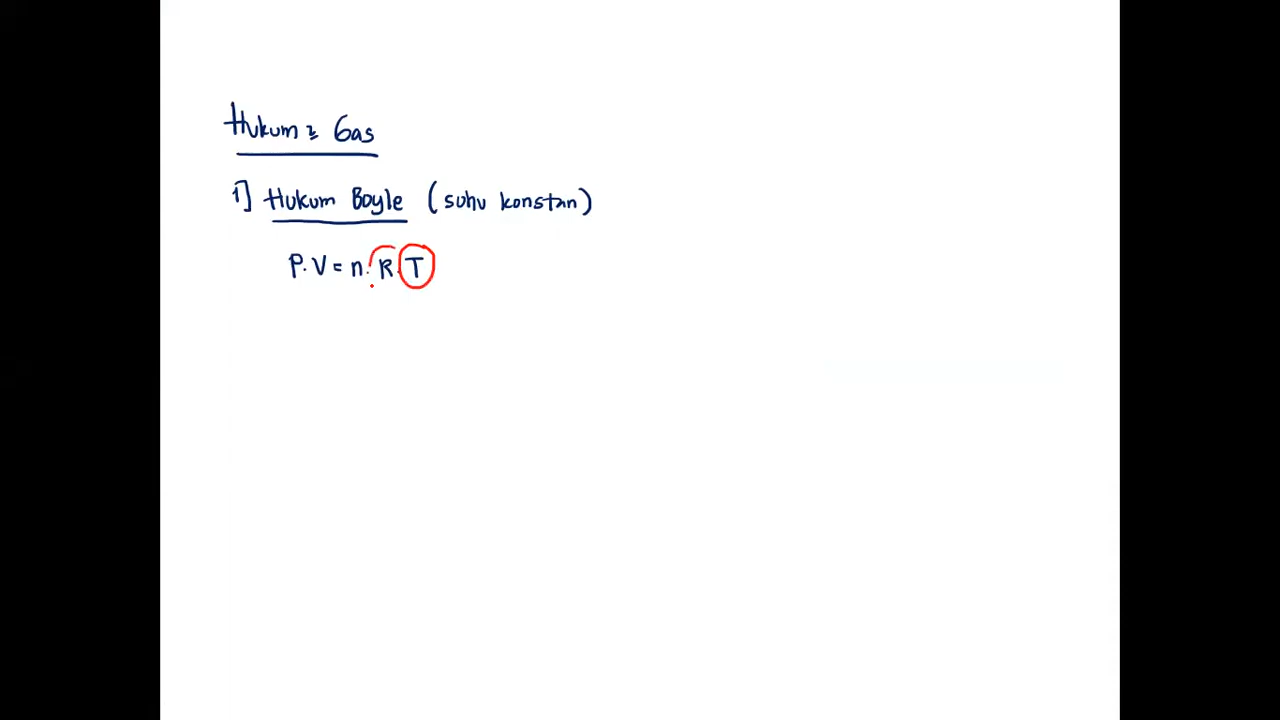 Hukum² Gas
1] Hukum Boyle (suhu konstan)
P.V = n.R.T